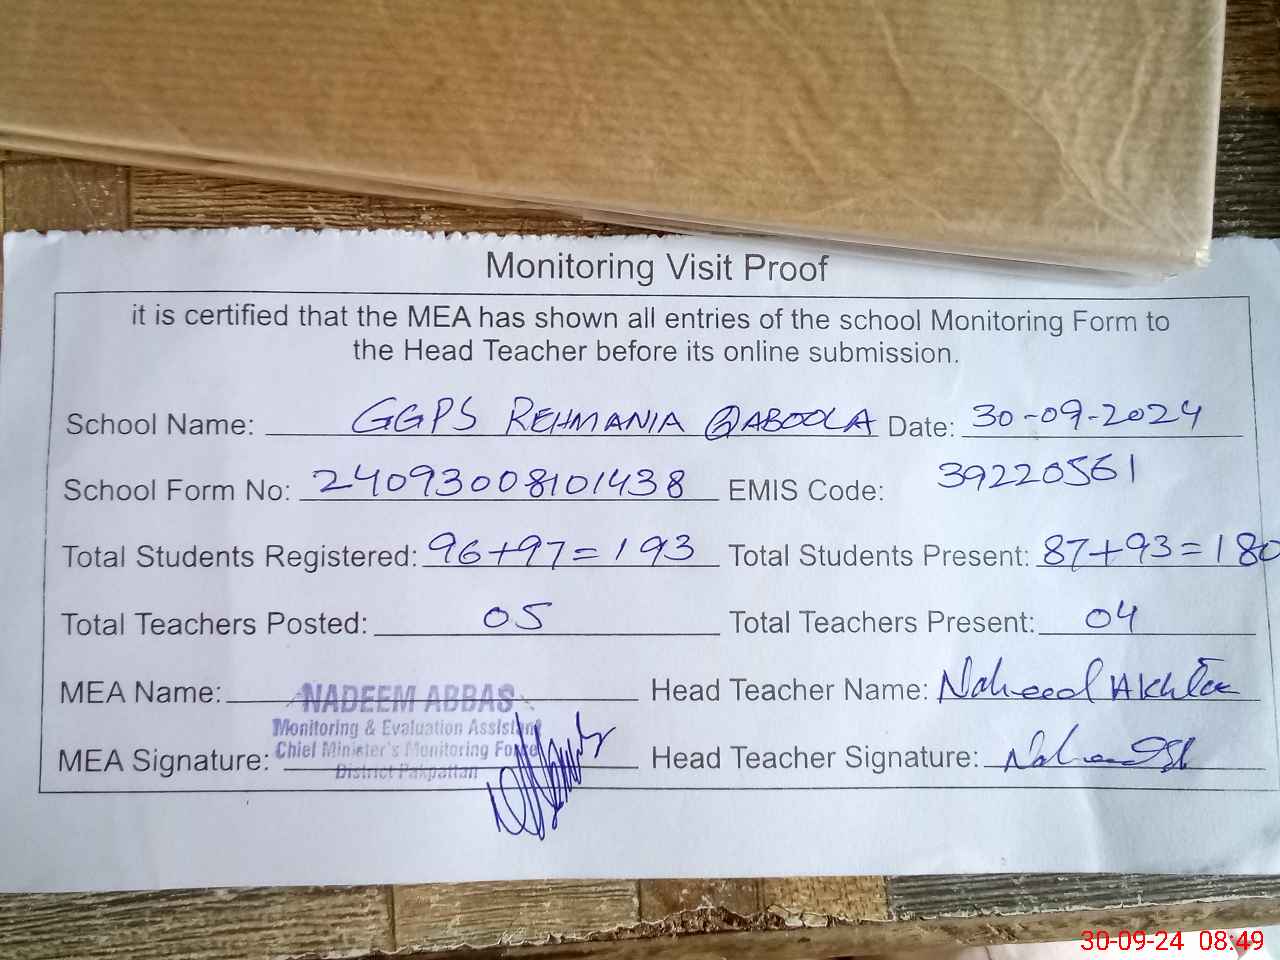 Monitoring Visit Proof
it is certified that the MEA has shown all entries of the school Monitoring Form to
the Head Teacher before its online submission.
School Name: GGPS REHMANIA QABOOLA Date: 30-09-2024
School Form No: 24093008101438 EMIS Code: 39220561
Total Students Registered: 96+97=193 Total Students Present: 87+93=180
Total Teachers Posted: 05 Total Teachers Present: 04
MEA Name: NADEEM ABBAS Head Teacher Name: Naheed Akhtar
Monitoring & Evaluation Assistant
Chief Minister's Monitoring Force
MEA Signature: Head Teacher Signature:
District Pakpattan
30-09-24 08:49